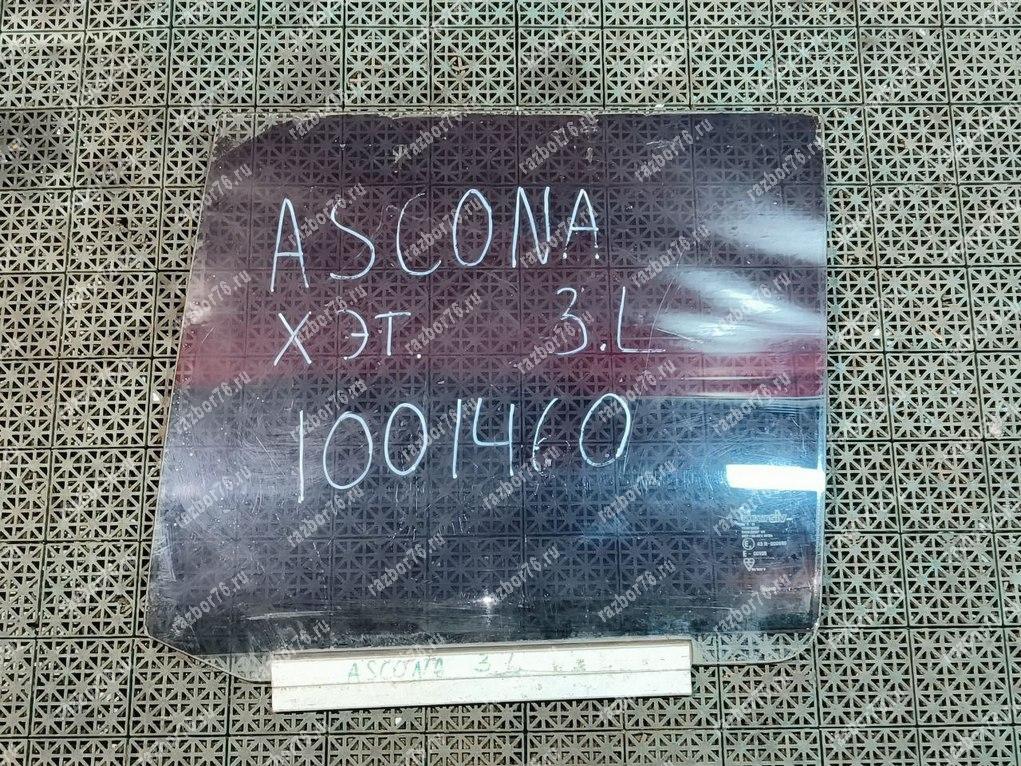 ASCONA
X ЭТ. 3.L
1001460
ASCONA 3.L
razbor76.ru